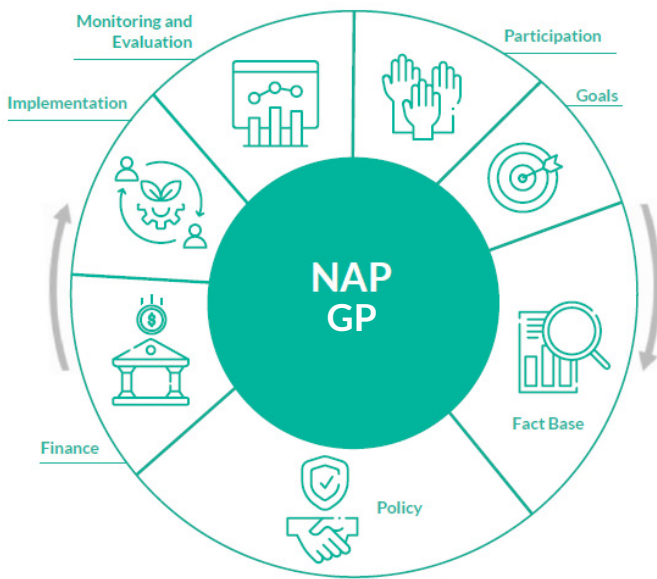 Monitoring and
Evaluation
Participation
Implementation
Goals
NAP
GP
$
Fact Base
Finance
Policy